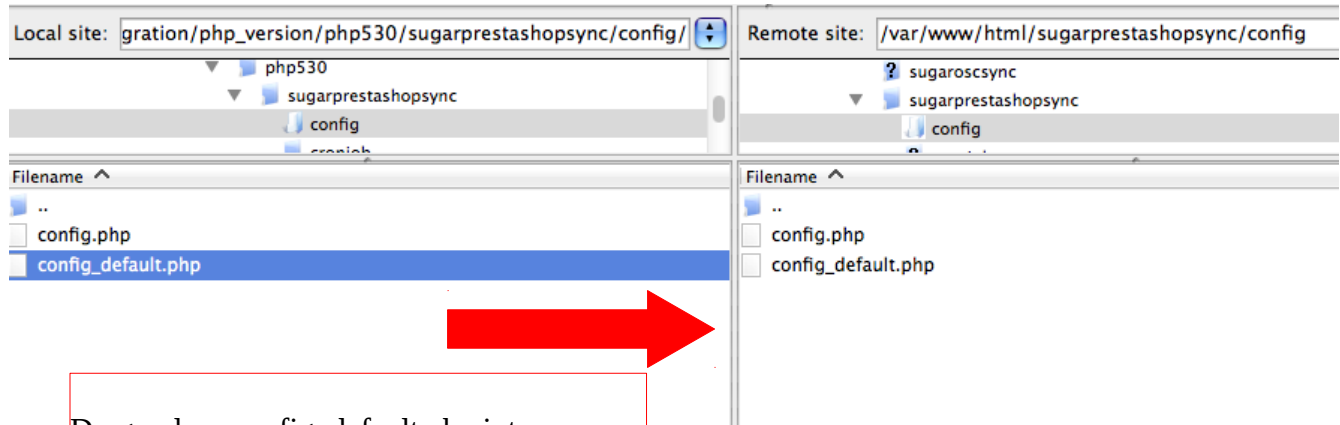 Local site: gration/php_version/php530/sugarprestashopsync/config/
php530
sugarprestashopsync
config
cronjob
Filename
..
config.php
config_default.php
Remote site: /var/www/html/sugarprestashopsync/config
? sugaroscsync
sugarprestashopsync
config
Filename
..
config.php
config_default.php